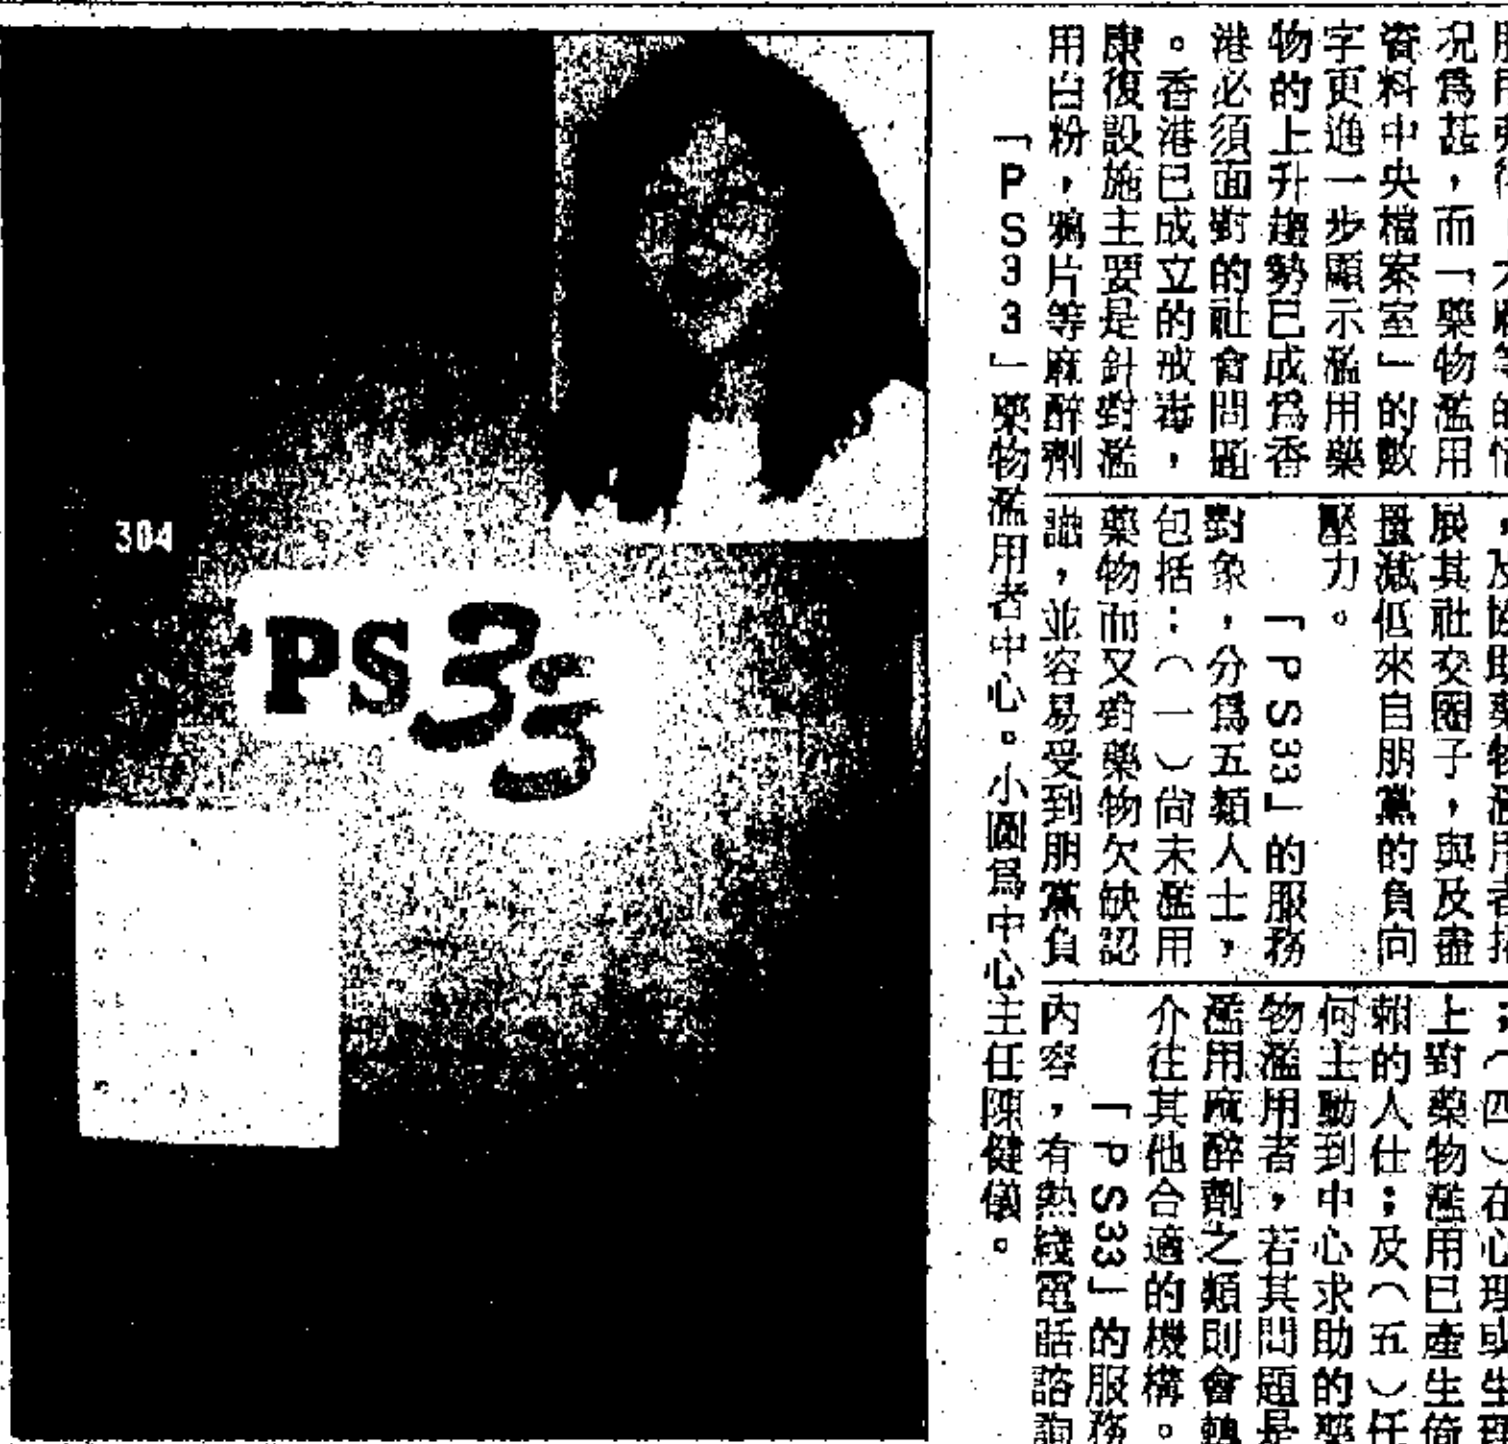 況爲甚，而「藥物濫用
資料中央檔案室」的數
字更進一步顯示濫用藥
物的上升趨勢已成爲香
港必須面對的社會問題
。香港已成立的戒毒，
康復設施主要是針對濫
用白粉，鴉片等麻醉劑
展其社交圈子，與及盡
量減低來自朋黨的負向
壓力。
「PS33」的服務
對象，分爲五類人士，
包括：（一）尚未濫用
藥物而又對藥物欠缺認
識，並容易受到朋黨負
；（四）在心理或生理
上對藥物濫用已產生倚
賴的人仕；及（五）任
何主動到中心求助的藥
物濫用者，若其問題是
濫用麻醉劑之類則會轉
介往其他合適的機構。
「PS33」的服務
內容，有熱綫電話諮詢
「PS33」藥物濫用者中心。小圖爲中心主任陳健儀。
304
PS33